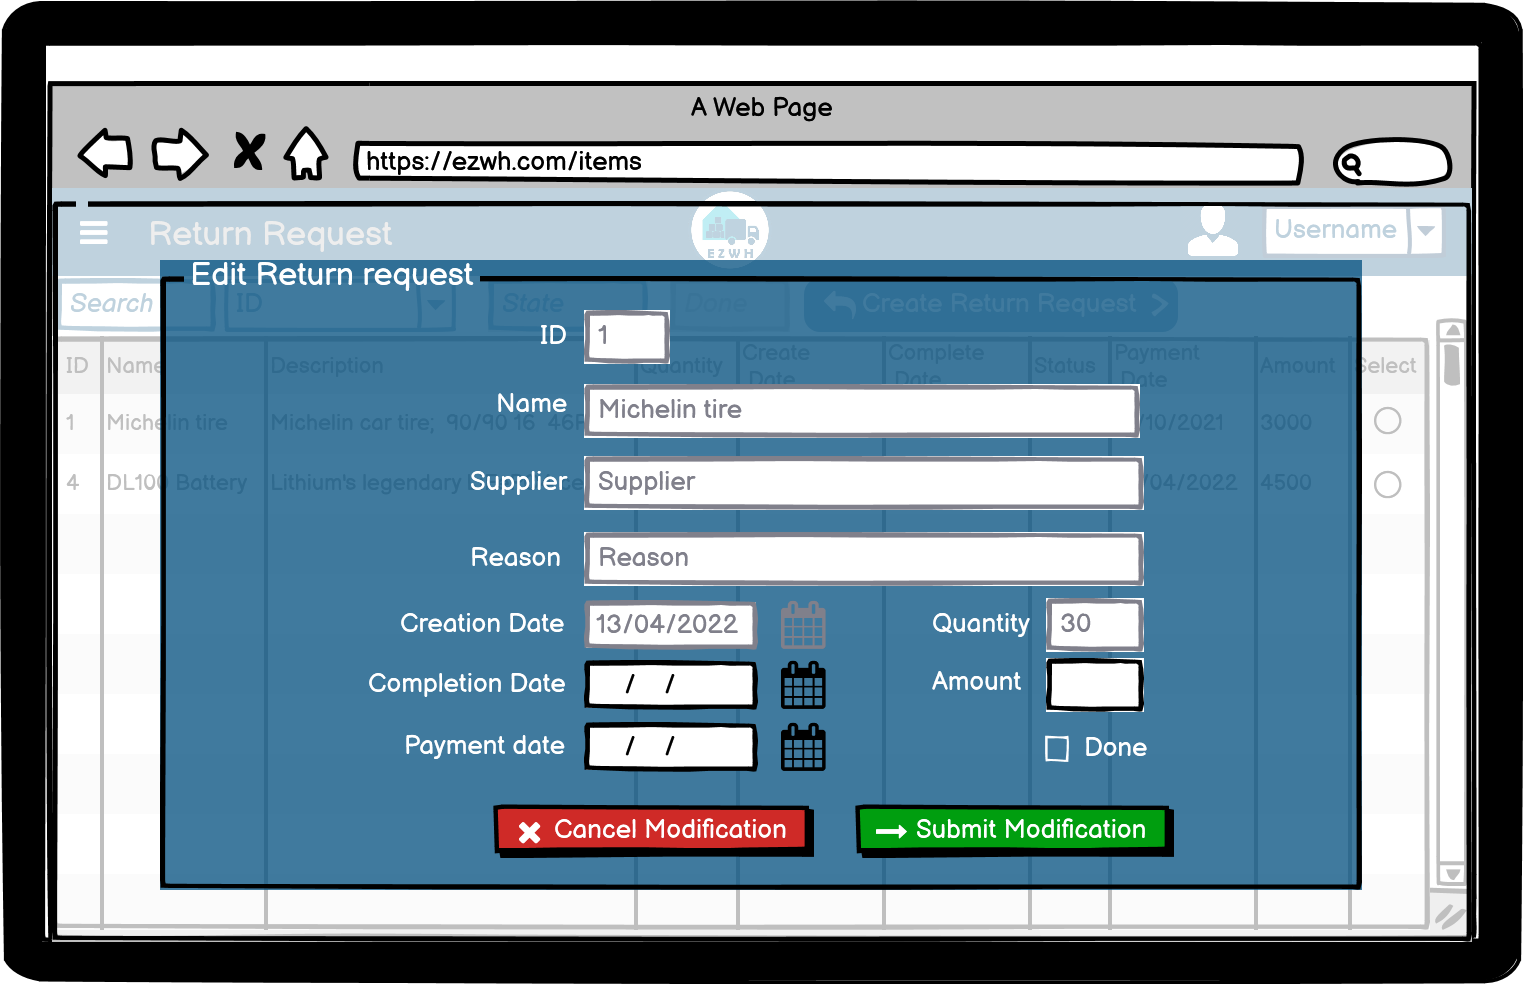 A Web Page
https://ezwh.com/items
Return Request
EZWH
Username
Edit Return request
Search
ID
State
Done
Create Return Request
ID
Name
Description
Quantity
Create Date
Complete Date
Status
Payment Date
Amount
Select
1
Michelin tire
Michelin car tire; 90/90 16 46
/10/2021
3000
4
DL100 Battery
Lithium's legendary
/04/2022
4500
ID
1
Name
Michelin tire
Supplier
Supplier
Reason
Reason
Creation Date
13/04/2022
Quantity
30
Completion Date
/ /
Amount
Payment date
/ /
Done
Cancel Modification
Submit Modification